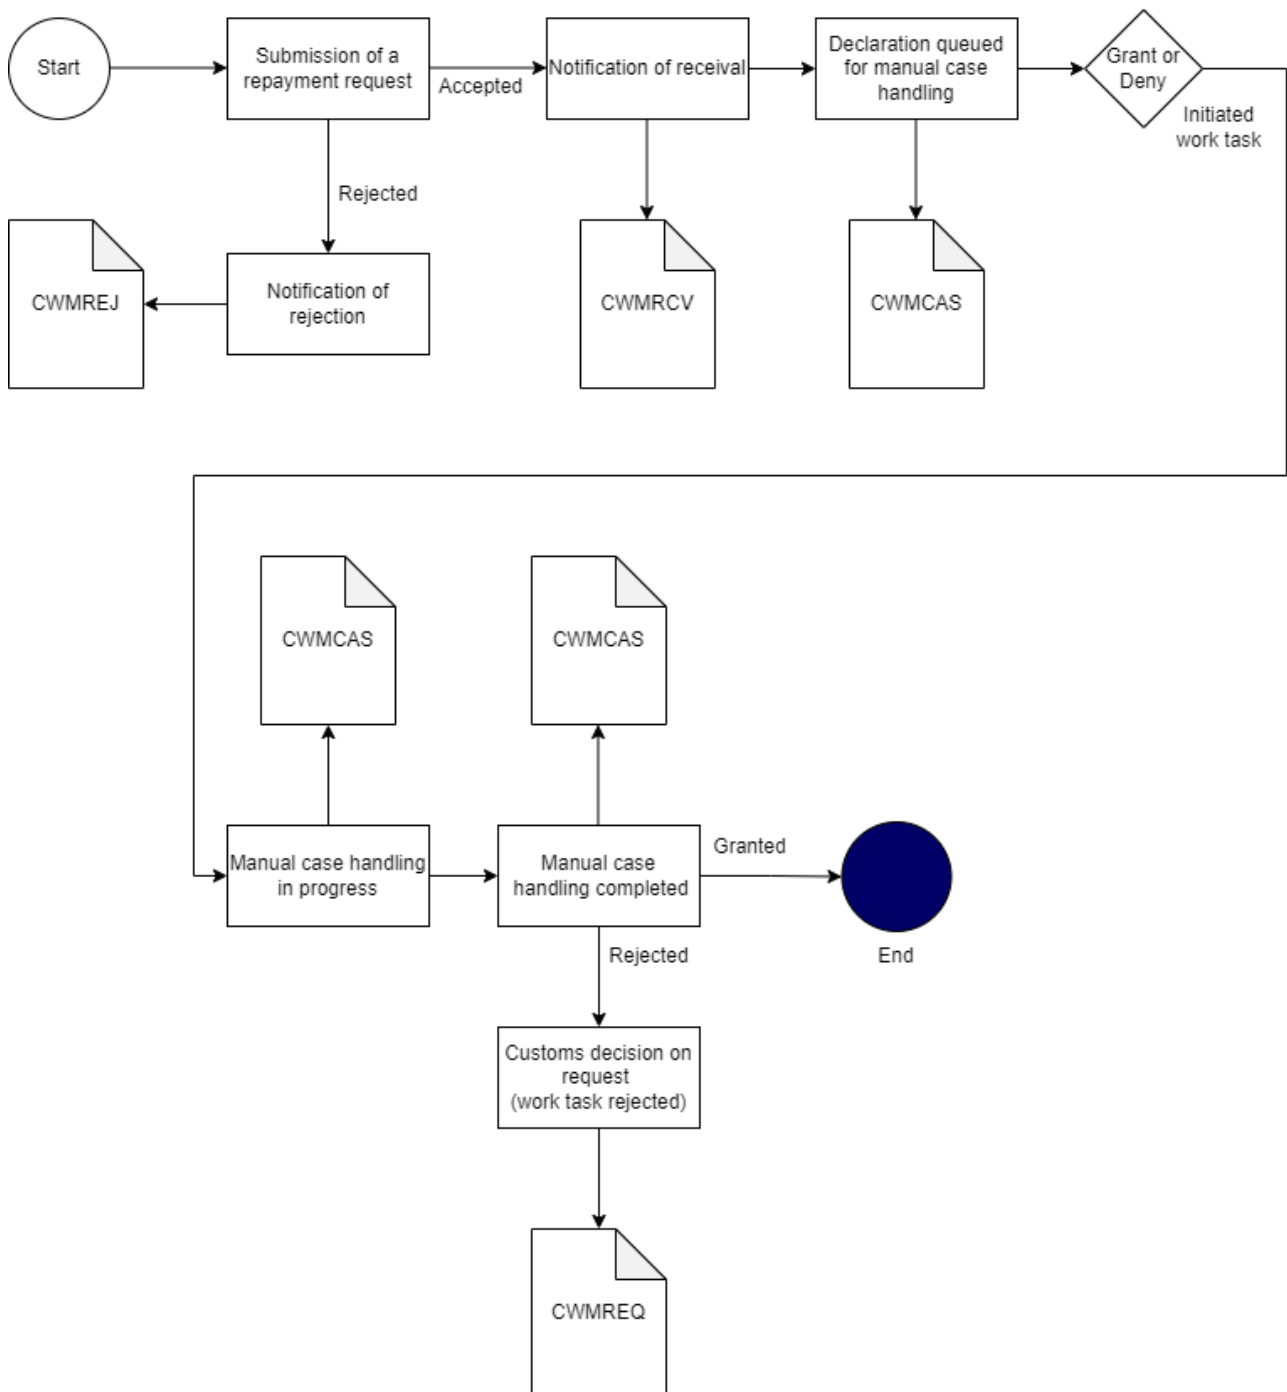 Start
Submission of a
repayment request
Accepted
Notification of receival
Declaration queued
for manual case
handling
Grant or
Deny
Initiated
work task
Rejected
CWMREJ
Notification of
rejection
CWMRCV
CWMCAS
CWMCAS
CWMCAS
Manual case handling
in progress
Manual case
handling completed
Granted
End
Rejected
Customs decision on
request
(work task rejected)
CWMREQ